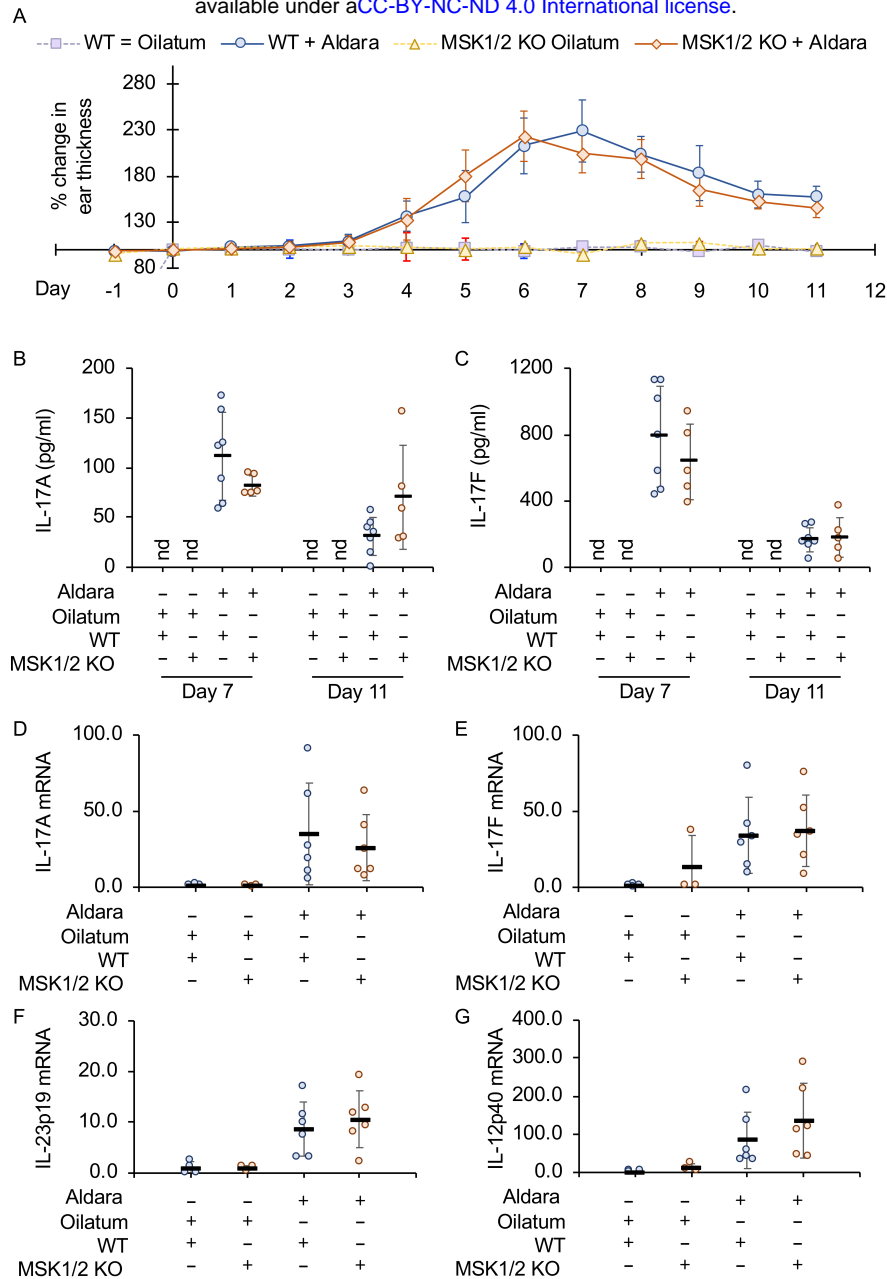 available under aCC-BY-NC-ND 4.0 International license.
A
WT = Oilatum WT + Aldara MSK1/2 KO Oilatum MSK1/2 KO + Aldara
% change in
ear thickness
280
230
180
130
80
Day -1 0 1 2 3 4 5 6 7 8 9 10 11 12
B
IL-17A (pg/ml)
200
150
100
50
0
nd nd nd nd
Aldara − − + + − − + +
Oilatum + + − − + + − −
WT + − + − + − + −
MSK1/2 KO − + − + − + − +
Day 7 Day 11
C
IL-17F (pg/ml)
1200
800
400
0
nd nd nd nd
Aldara − − + + − − + +
Oilatum + + − − + + − −
WT + − + − + − + −
MSK1/2 KO − + − + − + − +
Day 7 Day 11
D
IL-17A mRNA
100.0
50.0
0.0
Aldara − − + +
Oilatum + + − −
WT + − + −
MSK1/2 KO − + − +
E
IL-17F mRNA
100.0
50.0
0.0
Aldara − − + +
Oilatum + + − −
WT + − + −
MSK1/2 KO − + − +
F
IL-23p19 mRNA
30.0
20.0
10.0
0.0
Aldara − − + +
Oilatum + + − −
WT + − + −
MSK1/2 KO − + − +
G
IL-12p40 mRNA
400.0
300.0
200.0
100.0
0.0
Aldara − − + +
Oilatum + + − −
WT + − + −
MSK1/2 KO − + − +